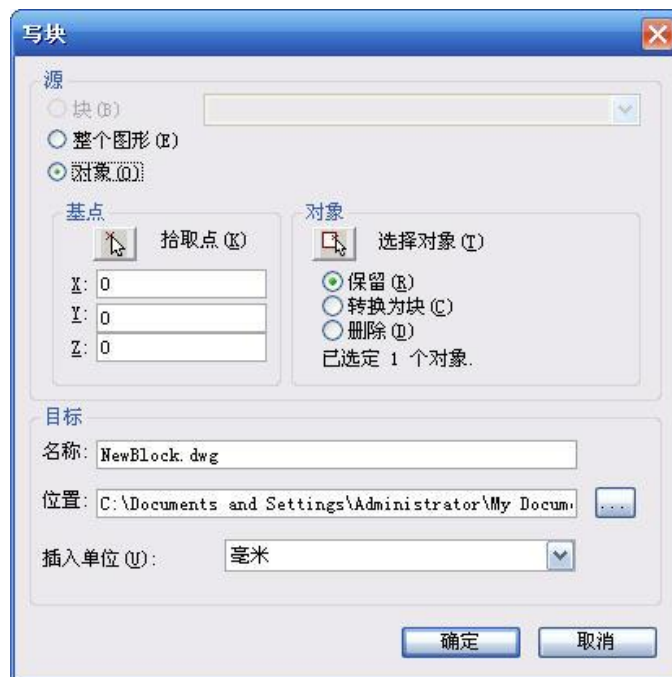 写块
源
块(B)
整个图形(E)
对象(O)
基点
拾取点(K)
X: 0
Y: 0
Z: 0
对象
选择对象(T)
保留(R)
转换为块(C)
删除(D)
已选定 1 个对象.
目标
名称: NewBlock.dwg
位置: C:\Documents and Settings\Administrator\My Docum
...
插入单位(U): 毫米
确定 取消